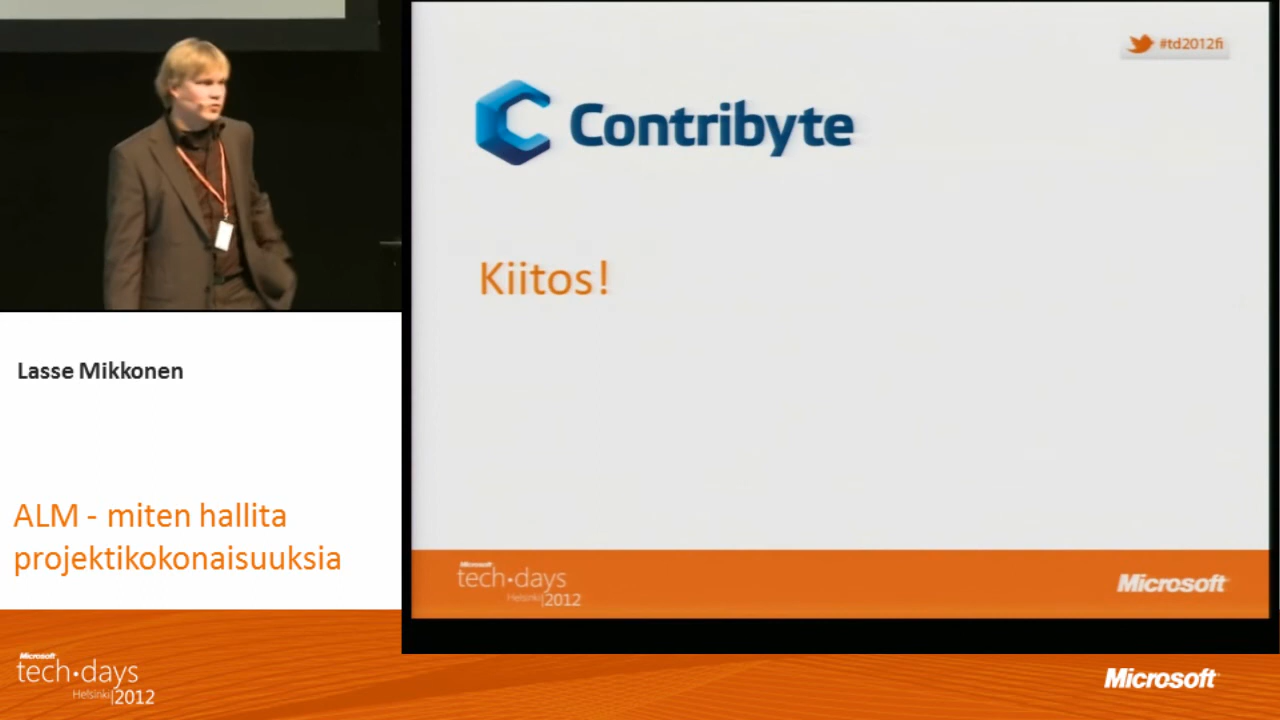 #td2012fi
Contribyte
Kiitos!
Lasse Mikkonen
ALM - miten hallita
projektikokonaisuuksia
Microsoft
tech·days
Helsinki|2012
Microsoft
Microsoft
tech·days
Helsinki|2012
Microsoft